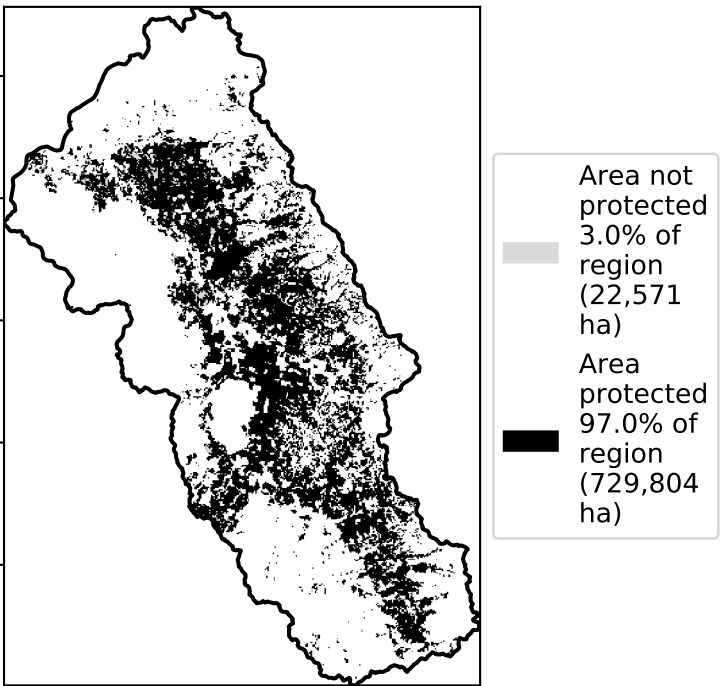 Area not
protected
3.0% of
region
(22,571
ha)
Area
protected
97.0% of
region
(729,804
ha)